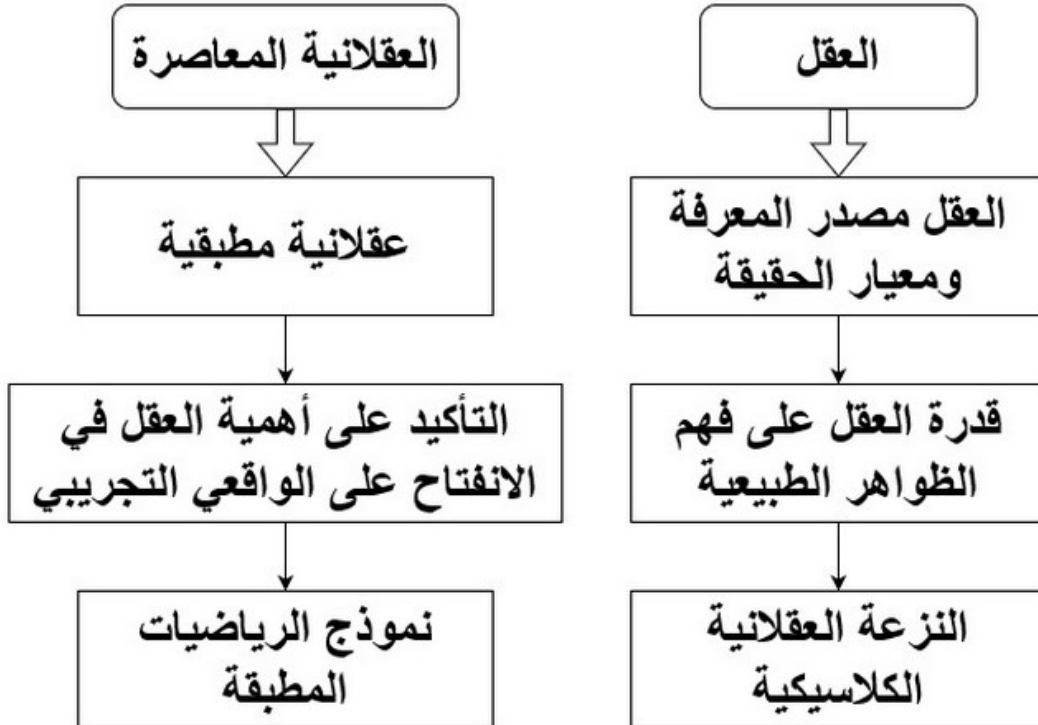 العقل
العقل مصدر المعرفة
ومعيار الحقيقة
قدرة العقل على فهم
الظواهر الطبيعية
النزعة العقلانية
الكلاسيكية
العقلانية المعاصرة
عقلانية مطبقية
التأكيد على أهمية العقل في
الانفتاح على الواقعي التجريبي
نموذج الرياضيات
المطبقة